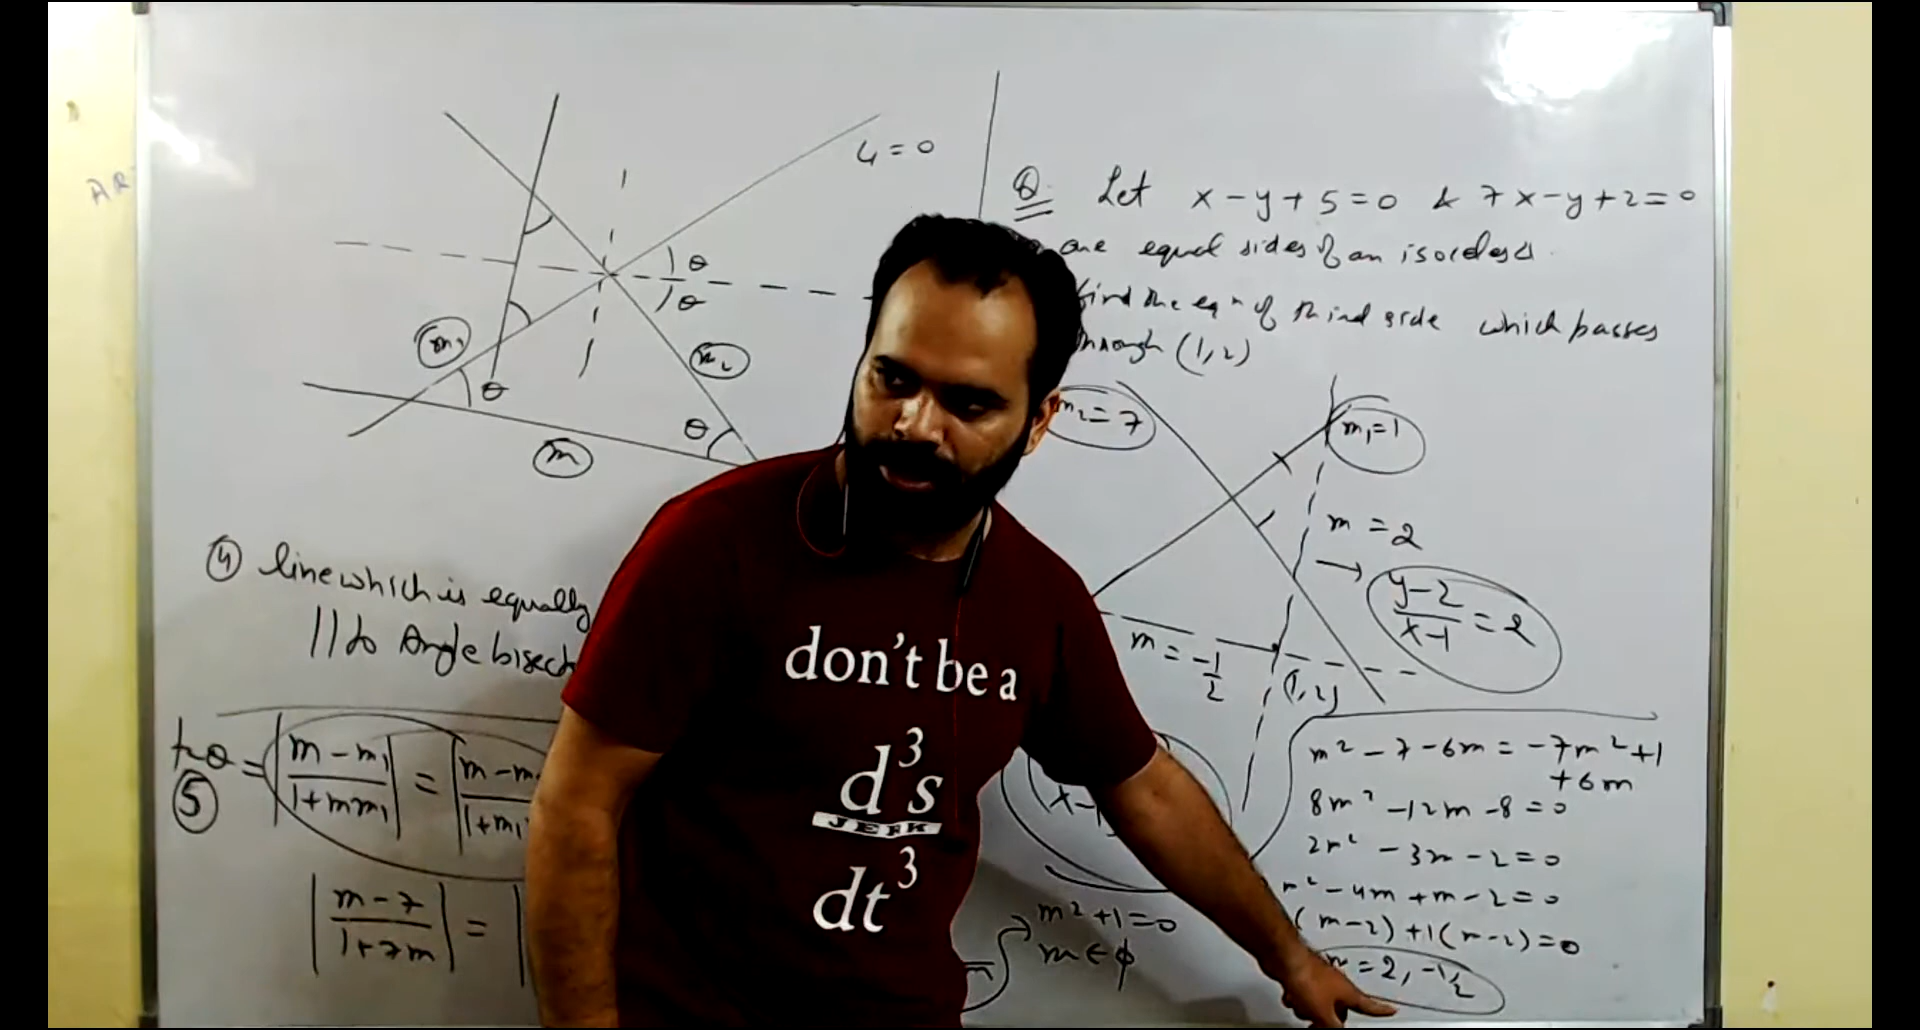 AR
4 = 0
θ
θ
m₁
m₂
θ
θ
m
④ line which is equally
|| to Angle bisect
⑤
= |m - m₁ / 1 + mm₁| = |m - m / 1 + m₁
|m - 7 / 1 + 7m| = |
Q. Let x - y + 5 = 0 & 7x - y + 2 = 0
are equal sides of an isosceles Δ.
find the eqⁿ of third side which passes
through (1, 2)
m₂ = 7
m₁ = 1
m = 2
→ y - 2 / x - 1 = 2
m = -1/2
(1, 2)
m² - 7 - 6m = -7m² + 1
+ 6m
8m² - 12m - 8 = 0
2m² - 3m - 2 = 0
m² - 4m + m - 2 = 0
(m - 2) + 1(m - 2) = 0
m = 2, -1/2
m² + 1 = 0
m ∈ ϕ
don't be a
d³s
JERK
dt³